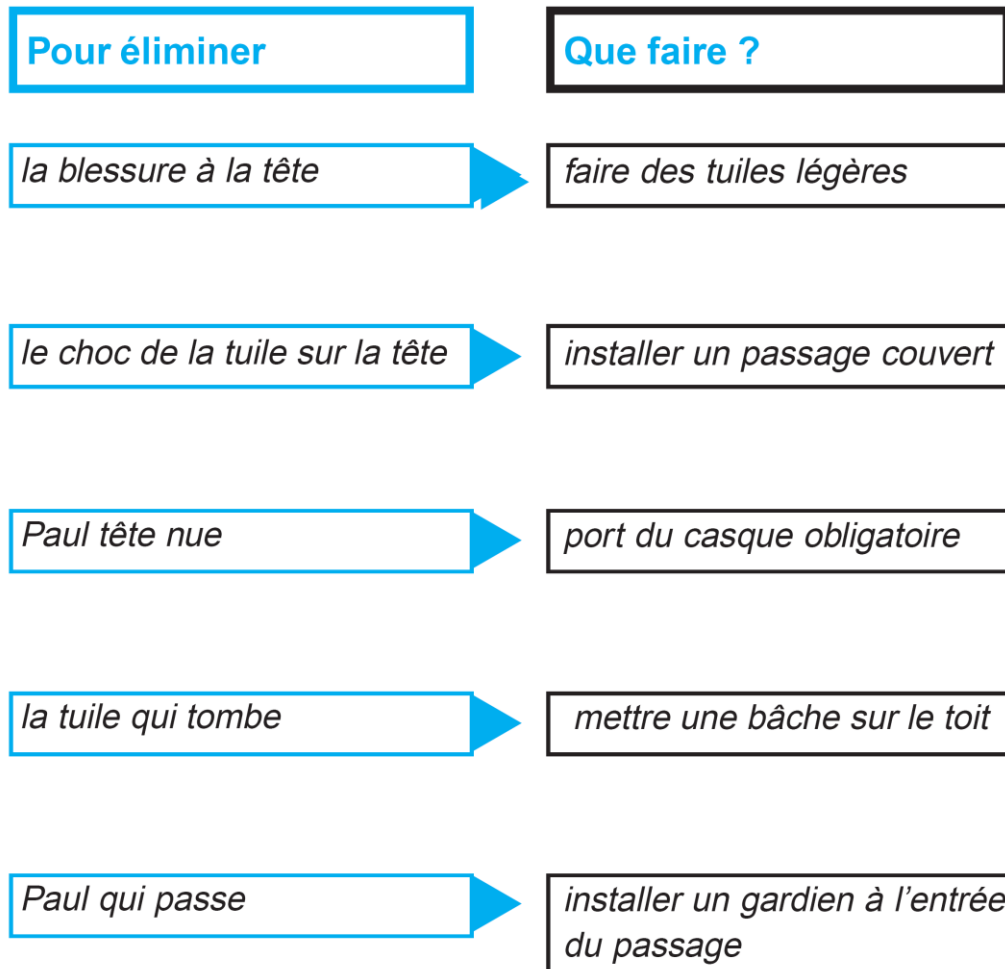 Pour éliminer
Que faire ?
la blessure à la tête
faire des tuiles légères
le choc de la tuile sur la tête
installer un passage couvert
Paul tête nue
port du casque obligatoire
la tuile qui tombe
mettre une bâche sur le toit
Paul qui passe
installer un gardien à l'entrée
du passage